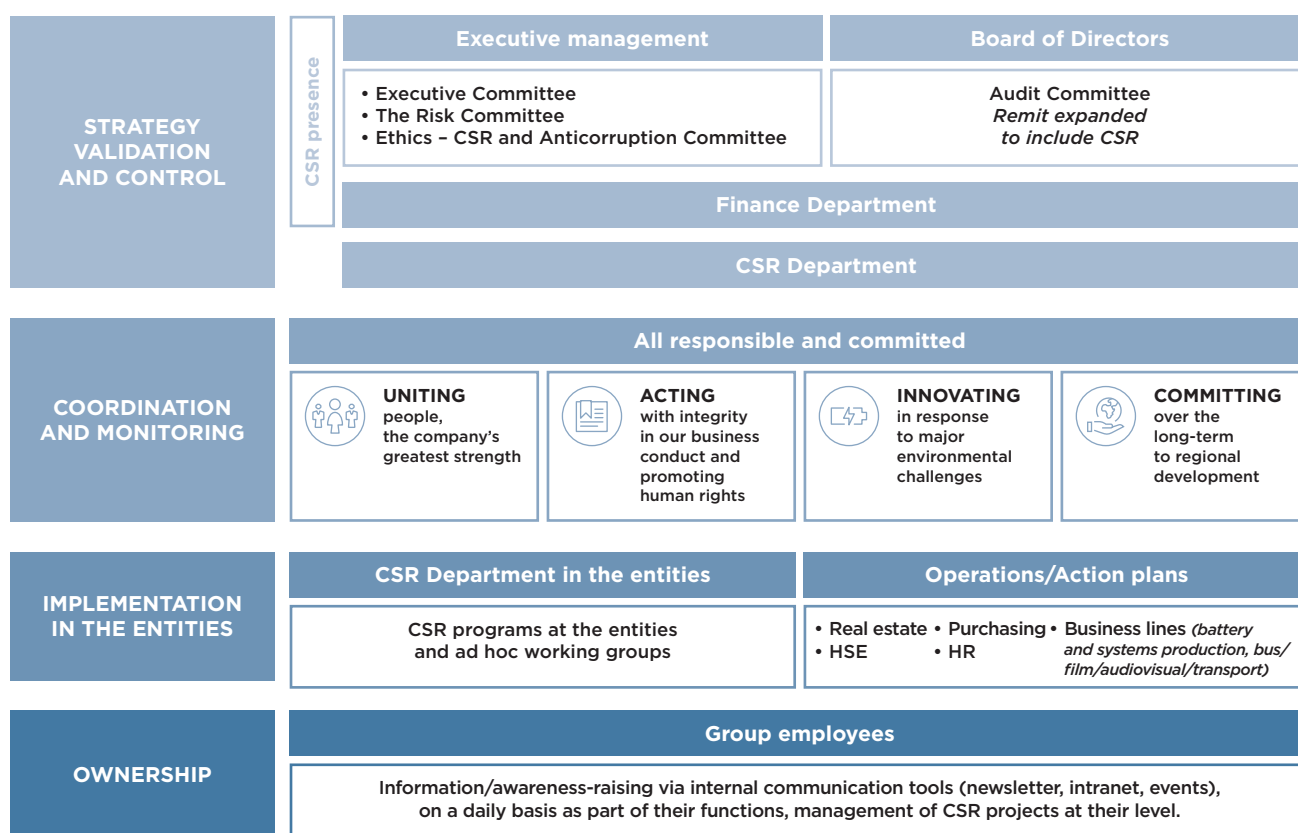 STRATEGY
VALIDATION
AND CONTROL
CSR presence
Executive management
• Executive Committee
• The Risk Committee
• Ethics – CSR and Anticorruption Committee
Board of Directors
Audit Committee
Remit expanded
to include CSR
Finance Department
CSR Department
COORDINATION
AND MONITORING
All responsible and committed
UNITING
people,
the company's
greatest strength
ACTING
with integrity
in our business
conduct and
promoting
human rights
INNOVATING
in response
to major
environmental
challenges
COMMITTING
over the
long-term
to regional
development
IMPLEMENTATION
IN THE ENTITIES
CSR Department in the entities
CSR programs at the entities
and ad hoc working groups
Operations/Action plans
• Real estate
• HSE
• Purchasing
• HR
• Business lines (battery
and systems production, bus/
film/audiovisual/transport)
OWNERSHIP
Group employees
Information/awareness-raising via internal communication tools (newsletter, intranet, events),
on a daily basis as part of their functions, management of CSR projects at their level.